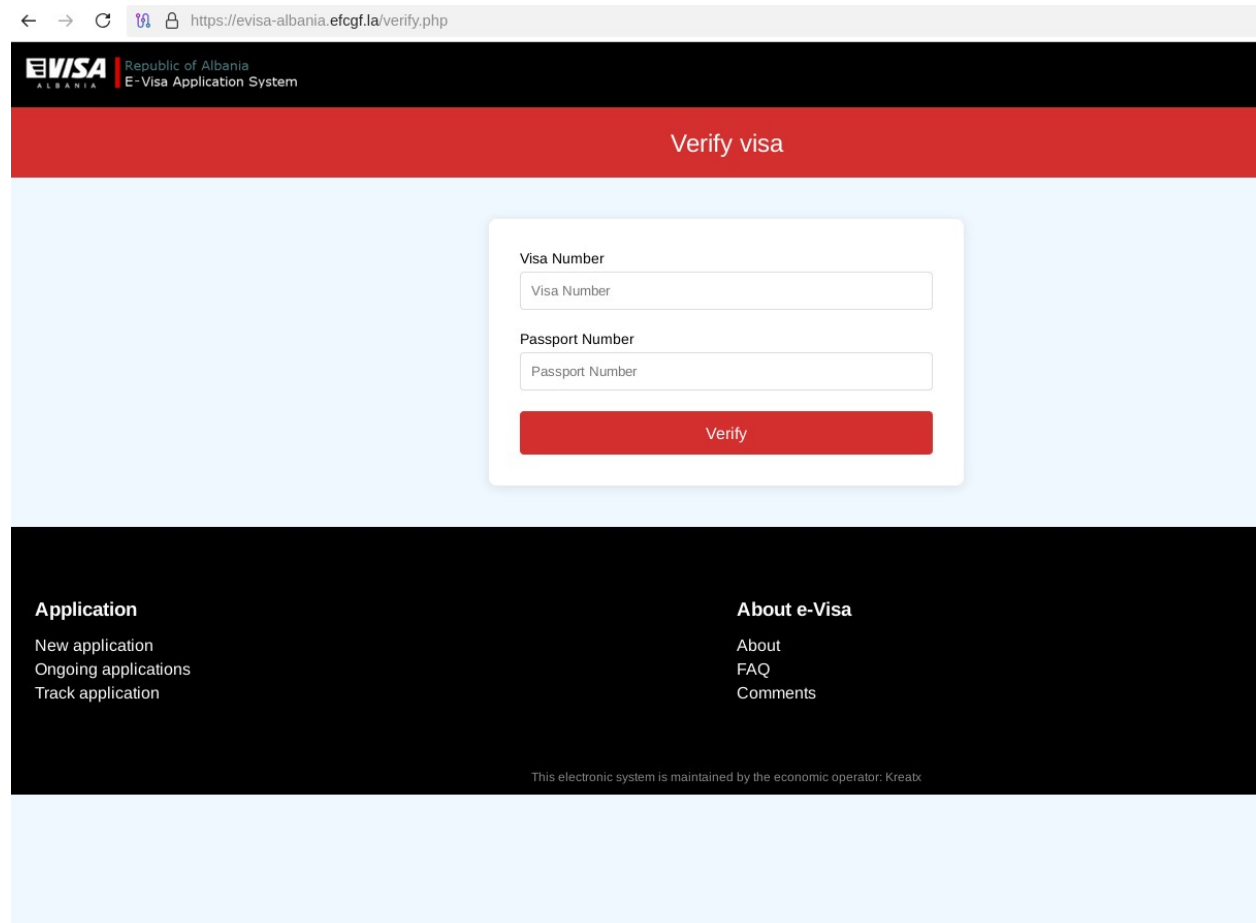 https://evisa-albania.efcgf.la/verify.php
EVISA
ALBANIA
Republic of Albania
E-Visa Application System
Verify visa
Visa Number
Visa Number
Passport Number
Passport Number
Verify
Application
New application
Ongoing applications
Track application
About e-Visa
About
FAQ
Comments
This electronic system is maintained by the economic operator: Kreatx